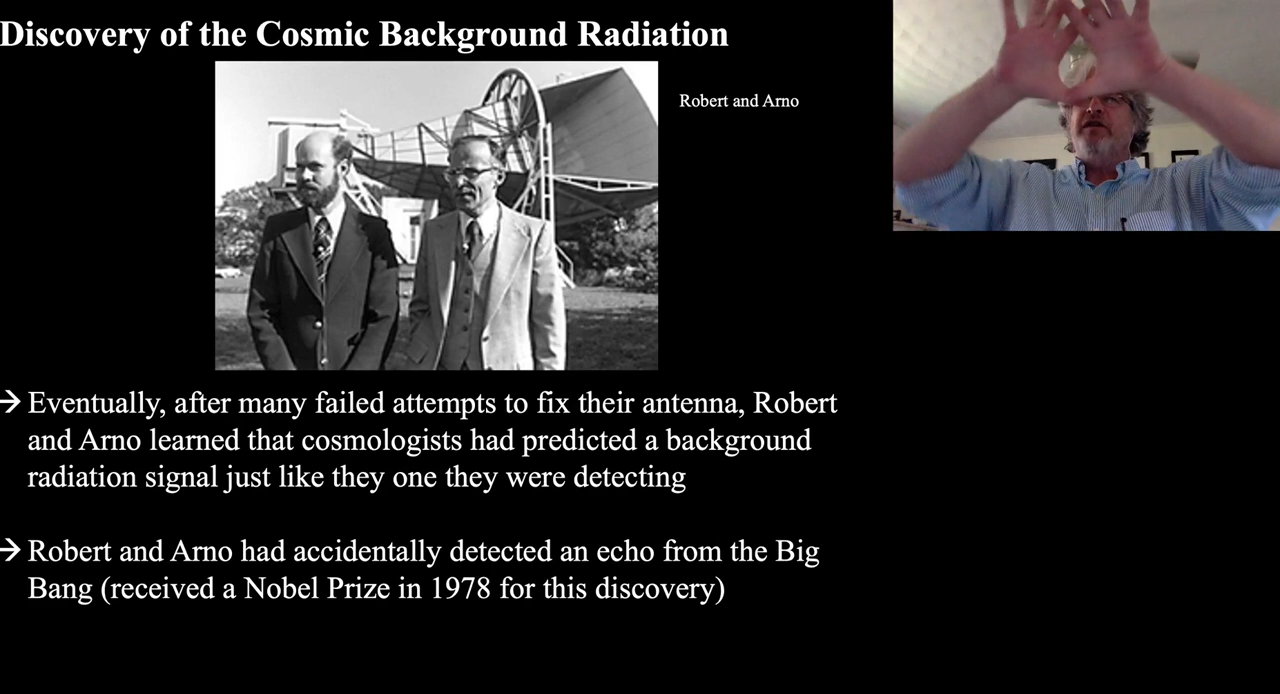 Discovery of the Cosmic Background Radiation
Robert and Arno
→ Eventually, after many failed attempts to fix their antenna, Robert
and Arno learned that cosmologists had predicted a background
radiation signal just like they one they were detecting
→ Robert and Arno had accidentally detected an echo from the Big
Bang (received a Nobel Prize in 1978 for this discovery)